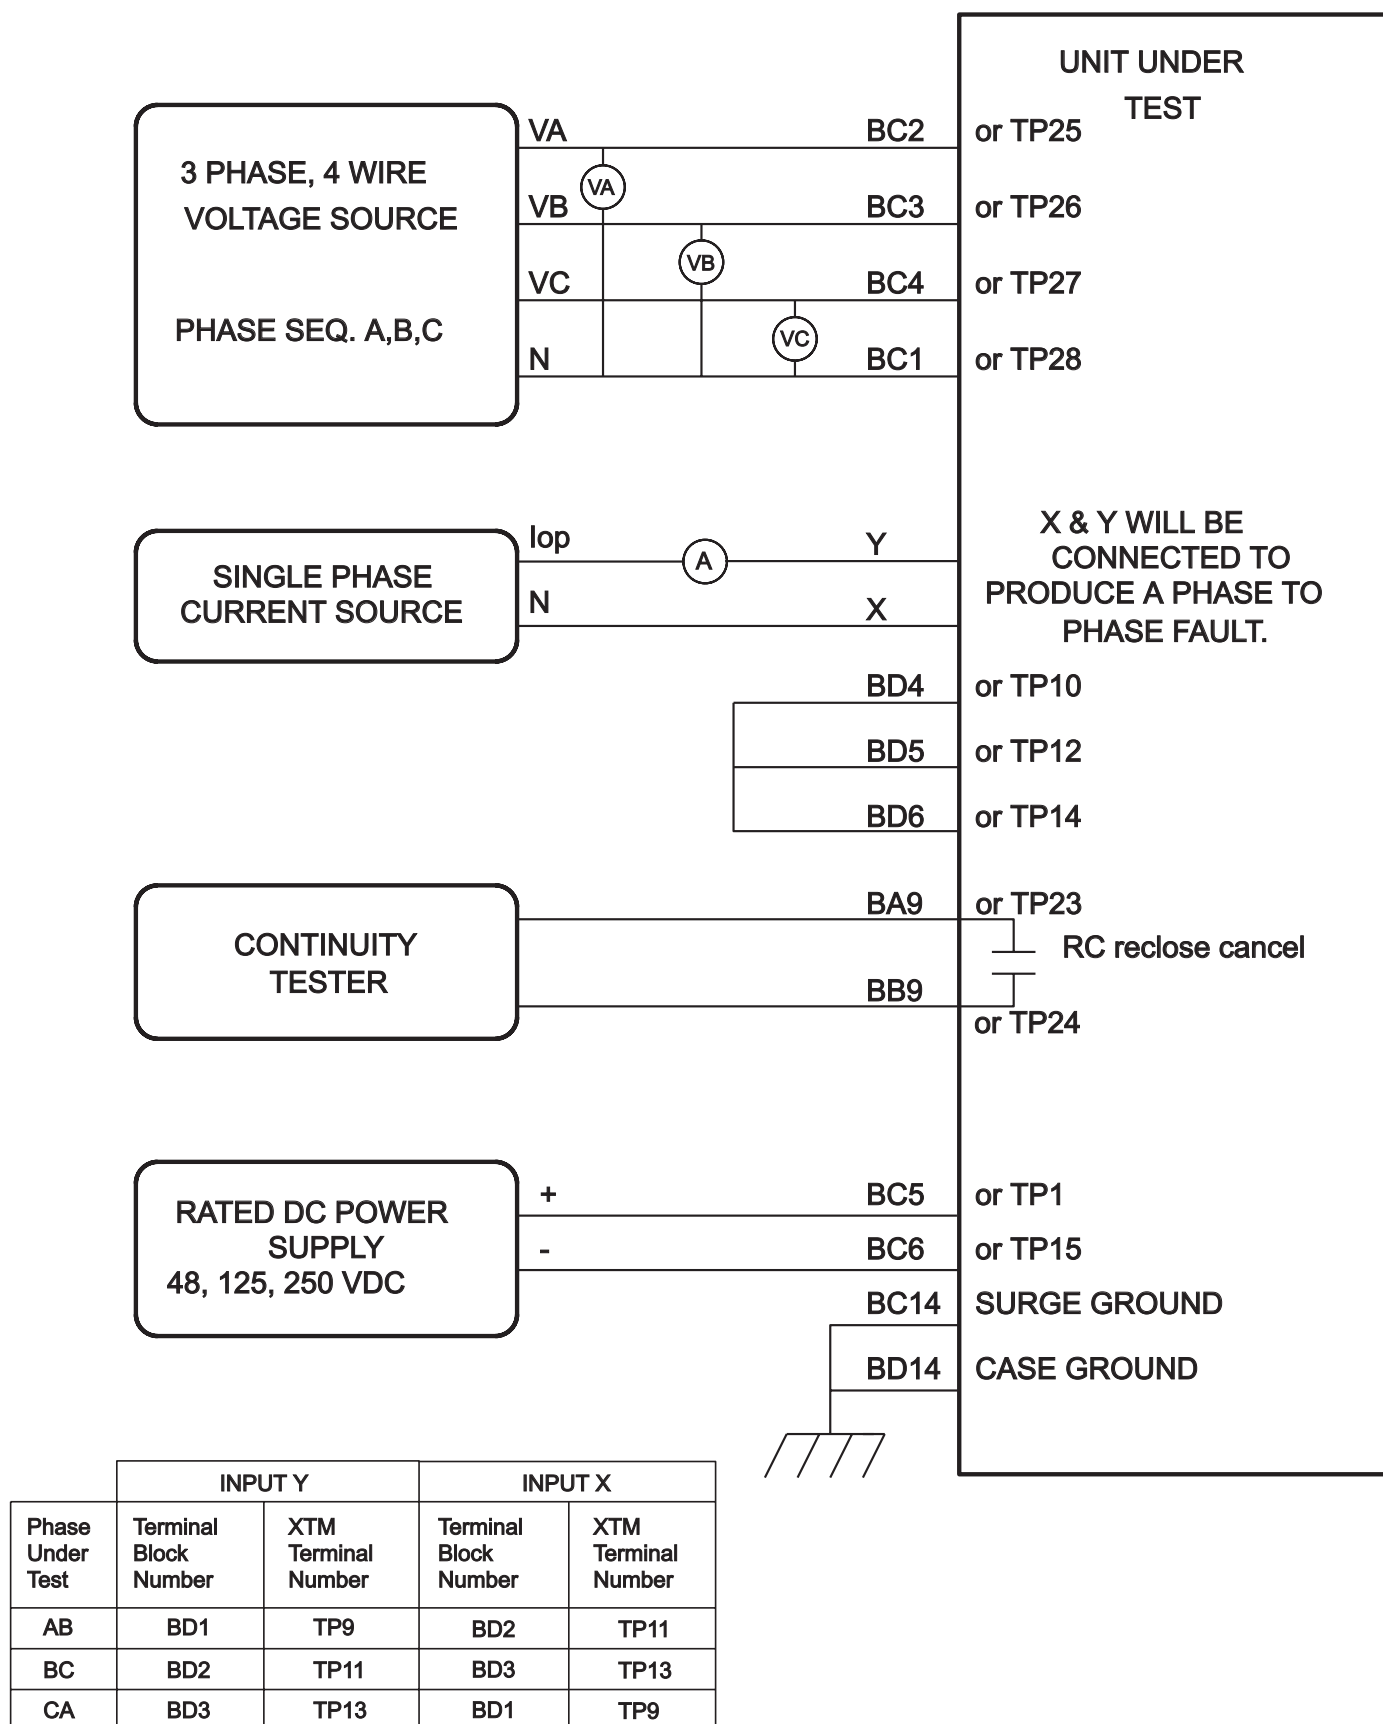 UNIT UNDER
TEST
3 PHASE, 4 WIRE
VOLTAGE SOURCE
PHASE SEQ. A,B,C
VA
BC2
or TP25
VA
VB
BC3
or TP26
VB
VC
BC4
or TP27
VC
N
BC1
or TP28
SINGLE PHASE
CURRENT SOURCE
Iop
A
Y
N
X
X & Y WILL BE
CONNECTED TO
PRODUCE A PHASE TO
PHASE FAULT.
BD4
or TP10
BD5
or TP12
BD6
or TP14
CONTINUITY
TESTER
BA9
or TP23
RC reclose cancel
BB9
or TP24
RATED DC POWER
SUPPLY
48, 125, 250 VDC
+
BC5
or TP1
-
BC6
or TP15
BC14
SURGE GROUND
BD14
CASE GROUND
INPUT Y INPUT X
Phase
Under
Test
Terminal
Block
Number
XTM
Terminal
Number
Terminal
Block
Number
XTM
Terminal
Number
AB BD1 TP9 BD2 TP11
BC BD2 TP11 BD3 TP13
CA BD3 TP13 BD1 TP9